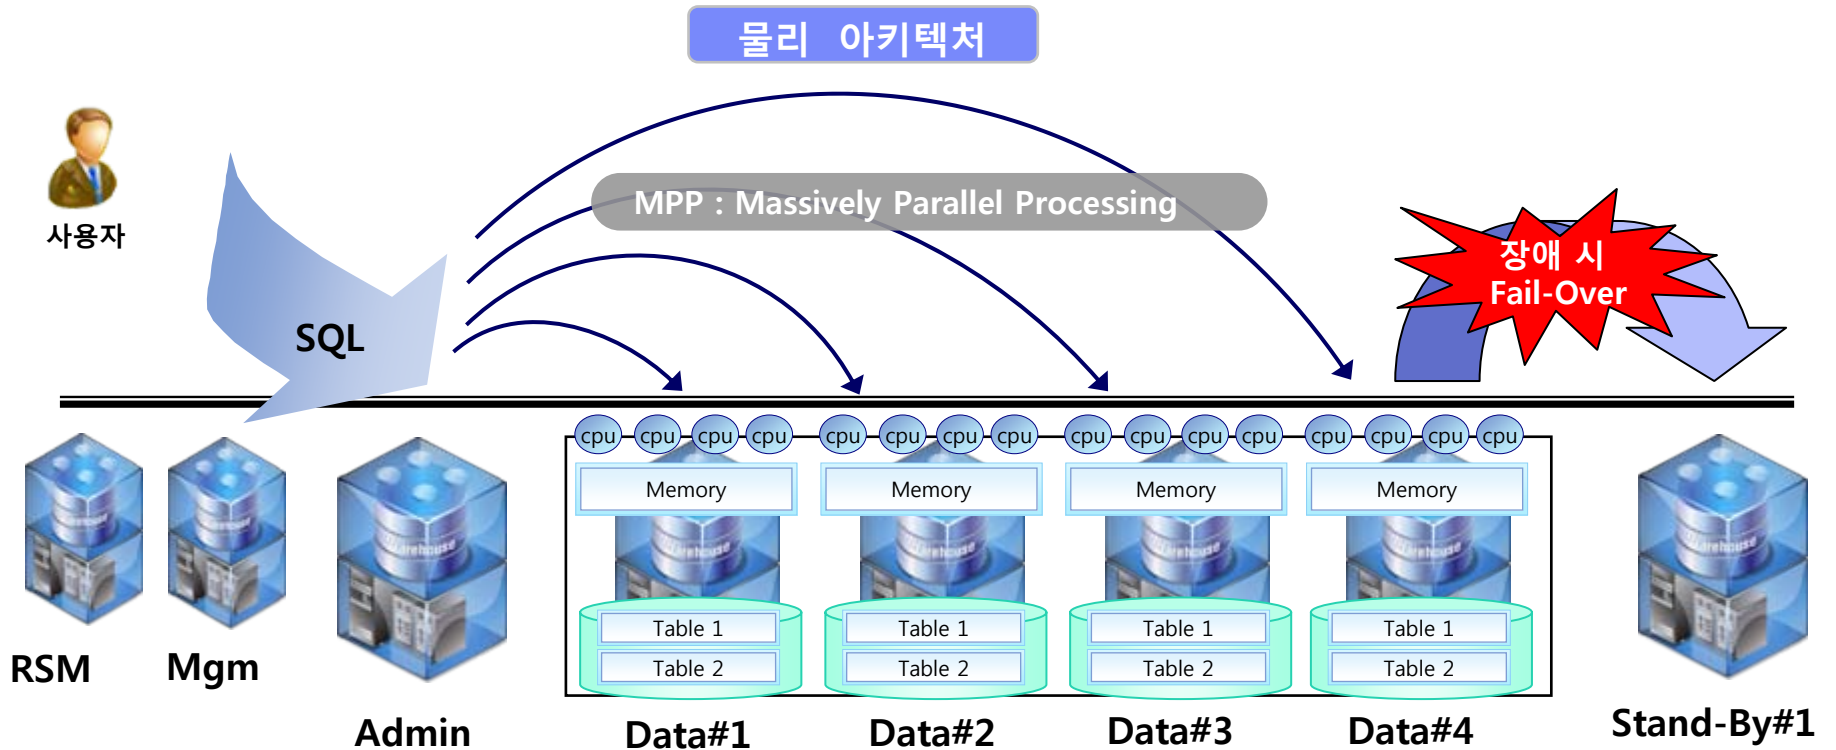 물리 아키텍처
사용자
MPP : Massively Parallel Processing
장애 시
Fail-Over
SQL
cpu cpu cpu cpu cpu cpu cpu cpu cpu cpu cpu cpu cpu cpu cpu cpu
Memory Memory Memory Memory
Table 1 Table 1 Table 1 Table 1
Table 2 Table 2 Table 2 Table 2
RSM Mgm Admin Data#1 Data#2 Data#3 Data#4 Stand-By#1